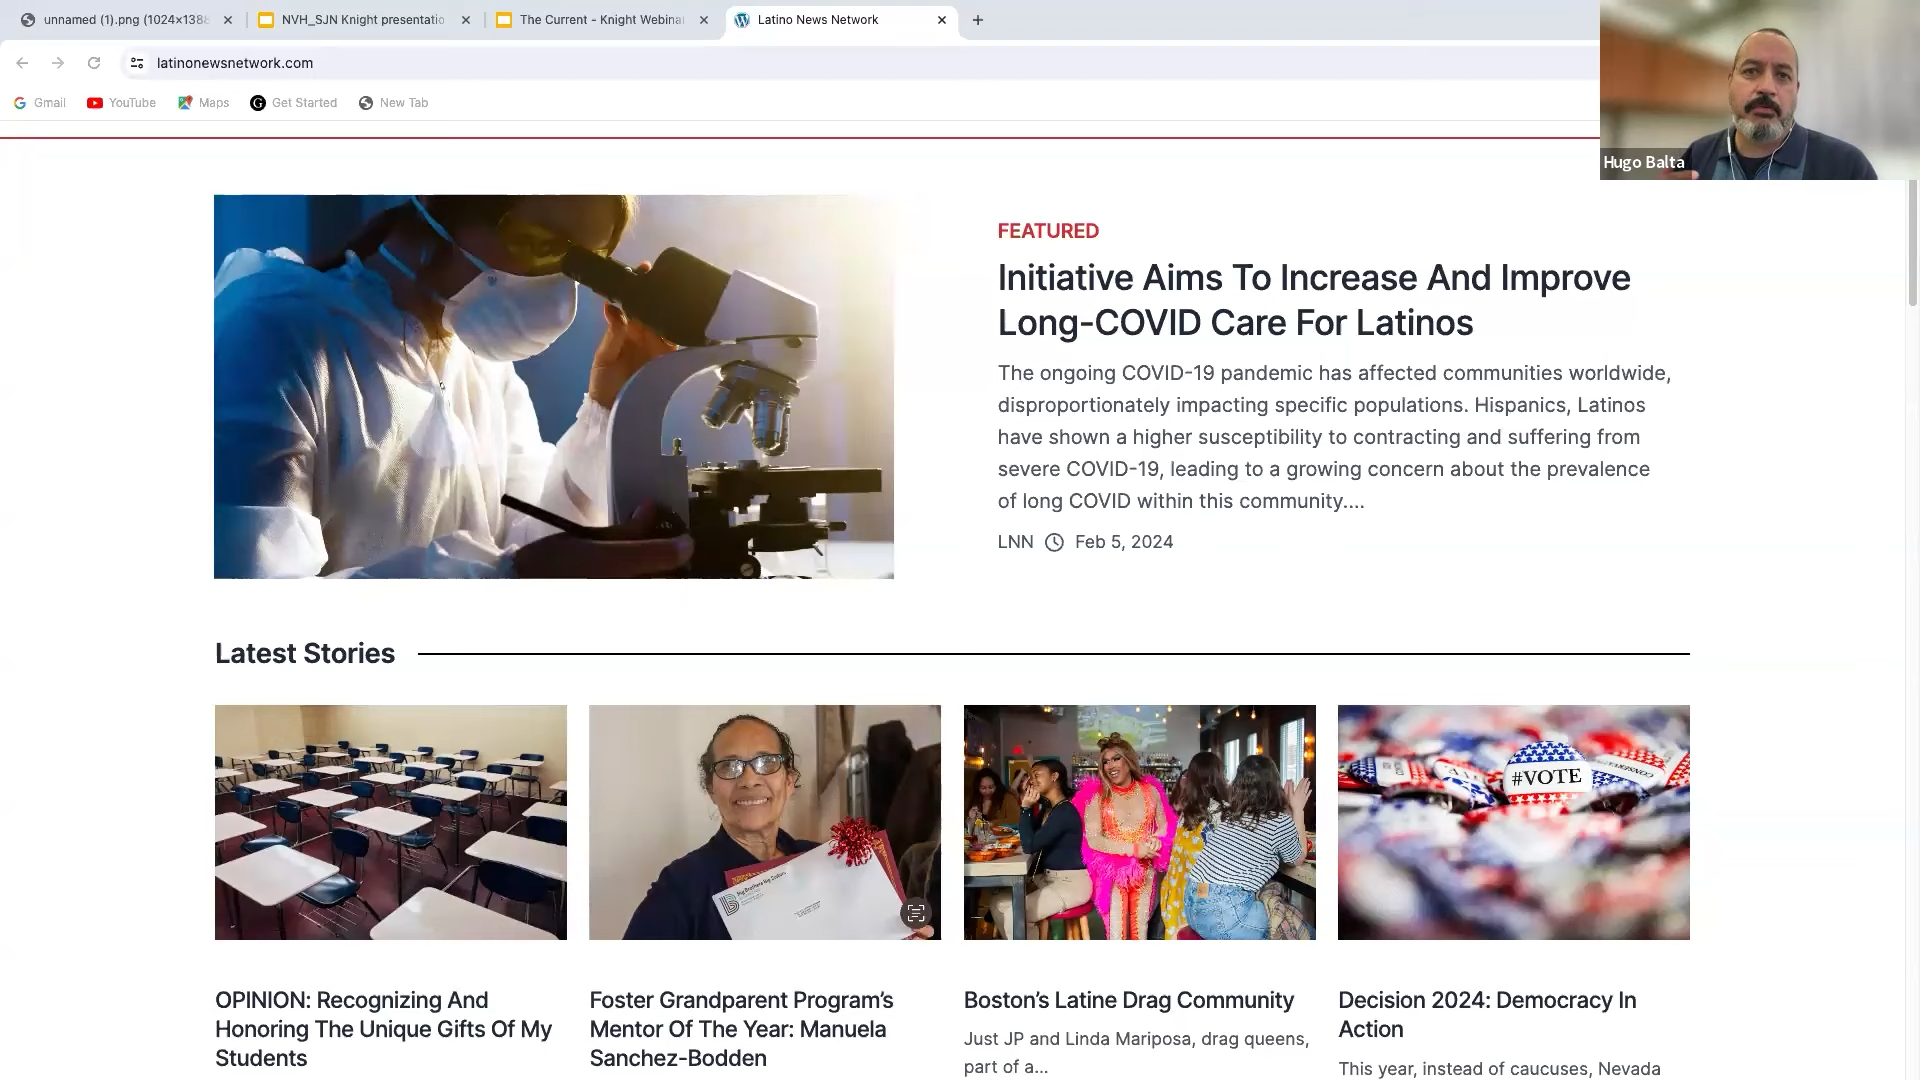 unnamed (1).png (1024×138
NVH_SJN Knight presentatio
The Current - Knight Webina
Latino News Network
latinonewsnetwork.com
Gmail
YouTube
Maps
Get Started
New Tab
Hugo Balta
FEATURED
Initiative Aims To Increase And Improve
Long-COVID Care For Latinos
The ongoing COVID-19 pandemic has affected communities worldwide,
disproportionately impacting specific populations. Hispanics, Latinos
have shown a higher susceptibility to contracting and suffering from
severe COVID-19, leading to a growing concern about the prevalence
of long COVID within this community....
LNN Feb 5, 2024
Latest Stories
Big Brothers Big Sisters
#VOTE
OPINION: Recognizing And
Honoring The Unique Gifts Of My
Students
Foster Grandparent Program’s
Mentor Of The Year: Manuela
Sanchez-Bodden
Boston’s Latine Drag Community
Just JP and Linda Mariposa, drag queens,
part of a...
Decision 2024: Democracy In
Action
This year, instead of caucuses, Nevada